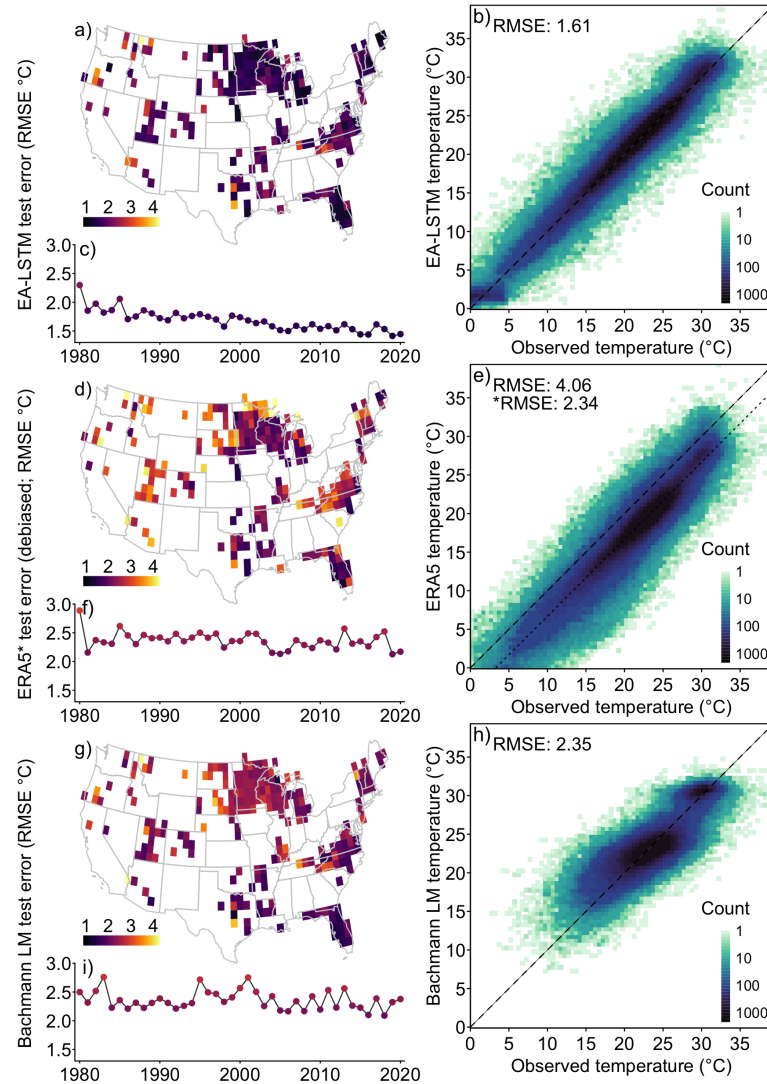 a)
EA-LSTM test error (RMSE °C)
1 2 3 4
c)
3.0
2.5
2.0
1.5
1980 1990 2000 2010 2020
b)
RMSE: 1.61
EA-LSTM temperature (°C)
35
30
25
20
15
10
5
0
Count
1
10
100
1000
0 5 10 15 20 25 30 35
Observed temperature (°C)
d)
ERA5* test error (debiased; RMSE °C)
1 2 3 4
f)
3.0
2.5
2.0
1.5
1980 1990 2000 2010 2020
e)
RMSE: 4.06
*RMSE: 2.34
ERA5 temperature (°C)
35
30
25
20
15
10
5
0
Count
1
10
100
1000
0 5 10 15 20 25 30 35
Observed temperature (°C)
g)
Bachmann LM test error (RMSE °C)
1 2 3 4
i)
3.0
2.5
2.0
1.5
1980 1990 2000 2010 2020
h)
RMSE: 2.35
Bachmann LM temperature (°C)
35
30
25
20
15
10
5
0
Count
1
10
100
1000
0 5 10 15 20 25 30 35
Observed temperature (°C)